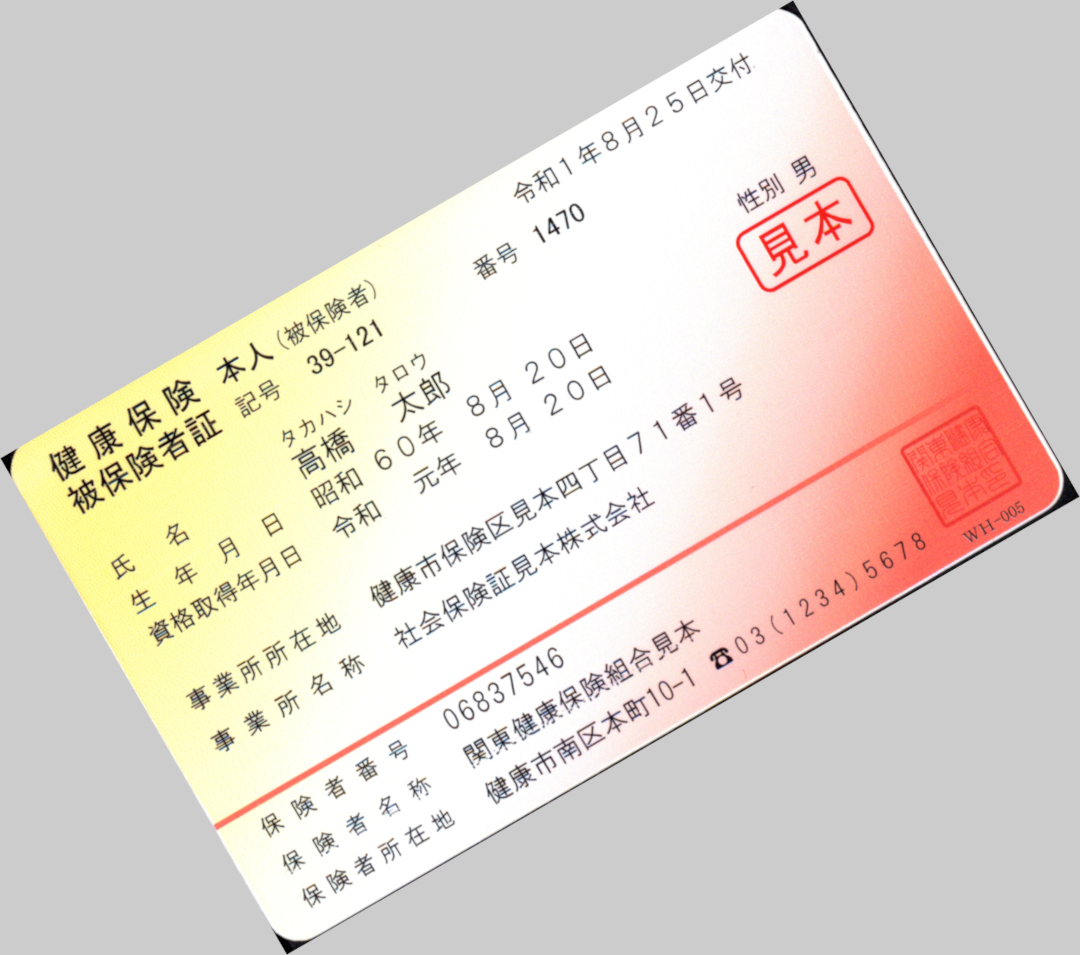 健康保険 本人(被保険者) 令和1年8月25日交付
被保険者証 記号 39-121 番号 1470
タカハシ タロウ
氏名 高橋 太郎 性別 男
見本
生年月日 昭和 60年 8月 20日
資格取得年月日 令和 元年 8月 20日
事業所所在地 健康市保険区見本四丁目71番1号
事業所名称 社会保険証見本株式会社
保険者番号 06837546
保険者名称 関東健康保険組合見本
保険者所在地 健康市南区本町10-1 ☎03(1234)5678
WH-005